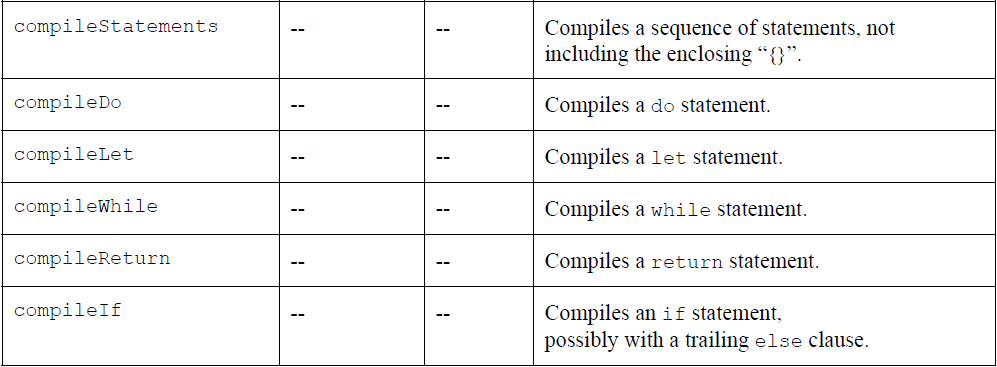 compileStatements -- -- Compiles a sequence of statements, not
including the enclosing “{}”.
compileDo -- -- Compiles a do statement.
compileLet -- -- Compiles a let statement.
compileWhile -- -- Compiles a while statement.
compileReturn -- -- Compiles a return statement.
compileIf -- -- Compiles an if statement,
possibly with a trailing else clause.